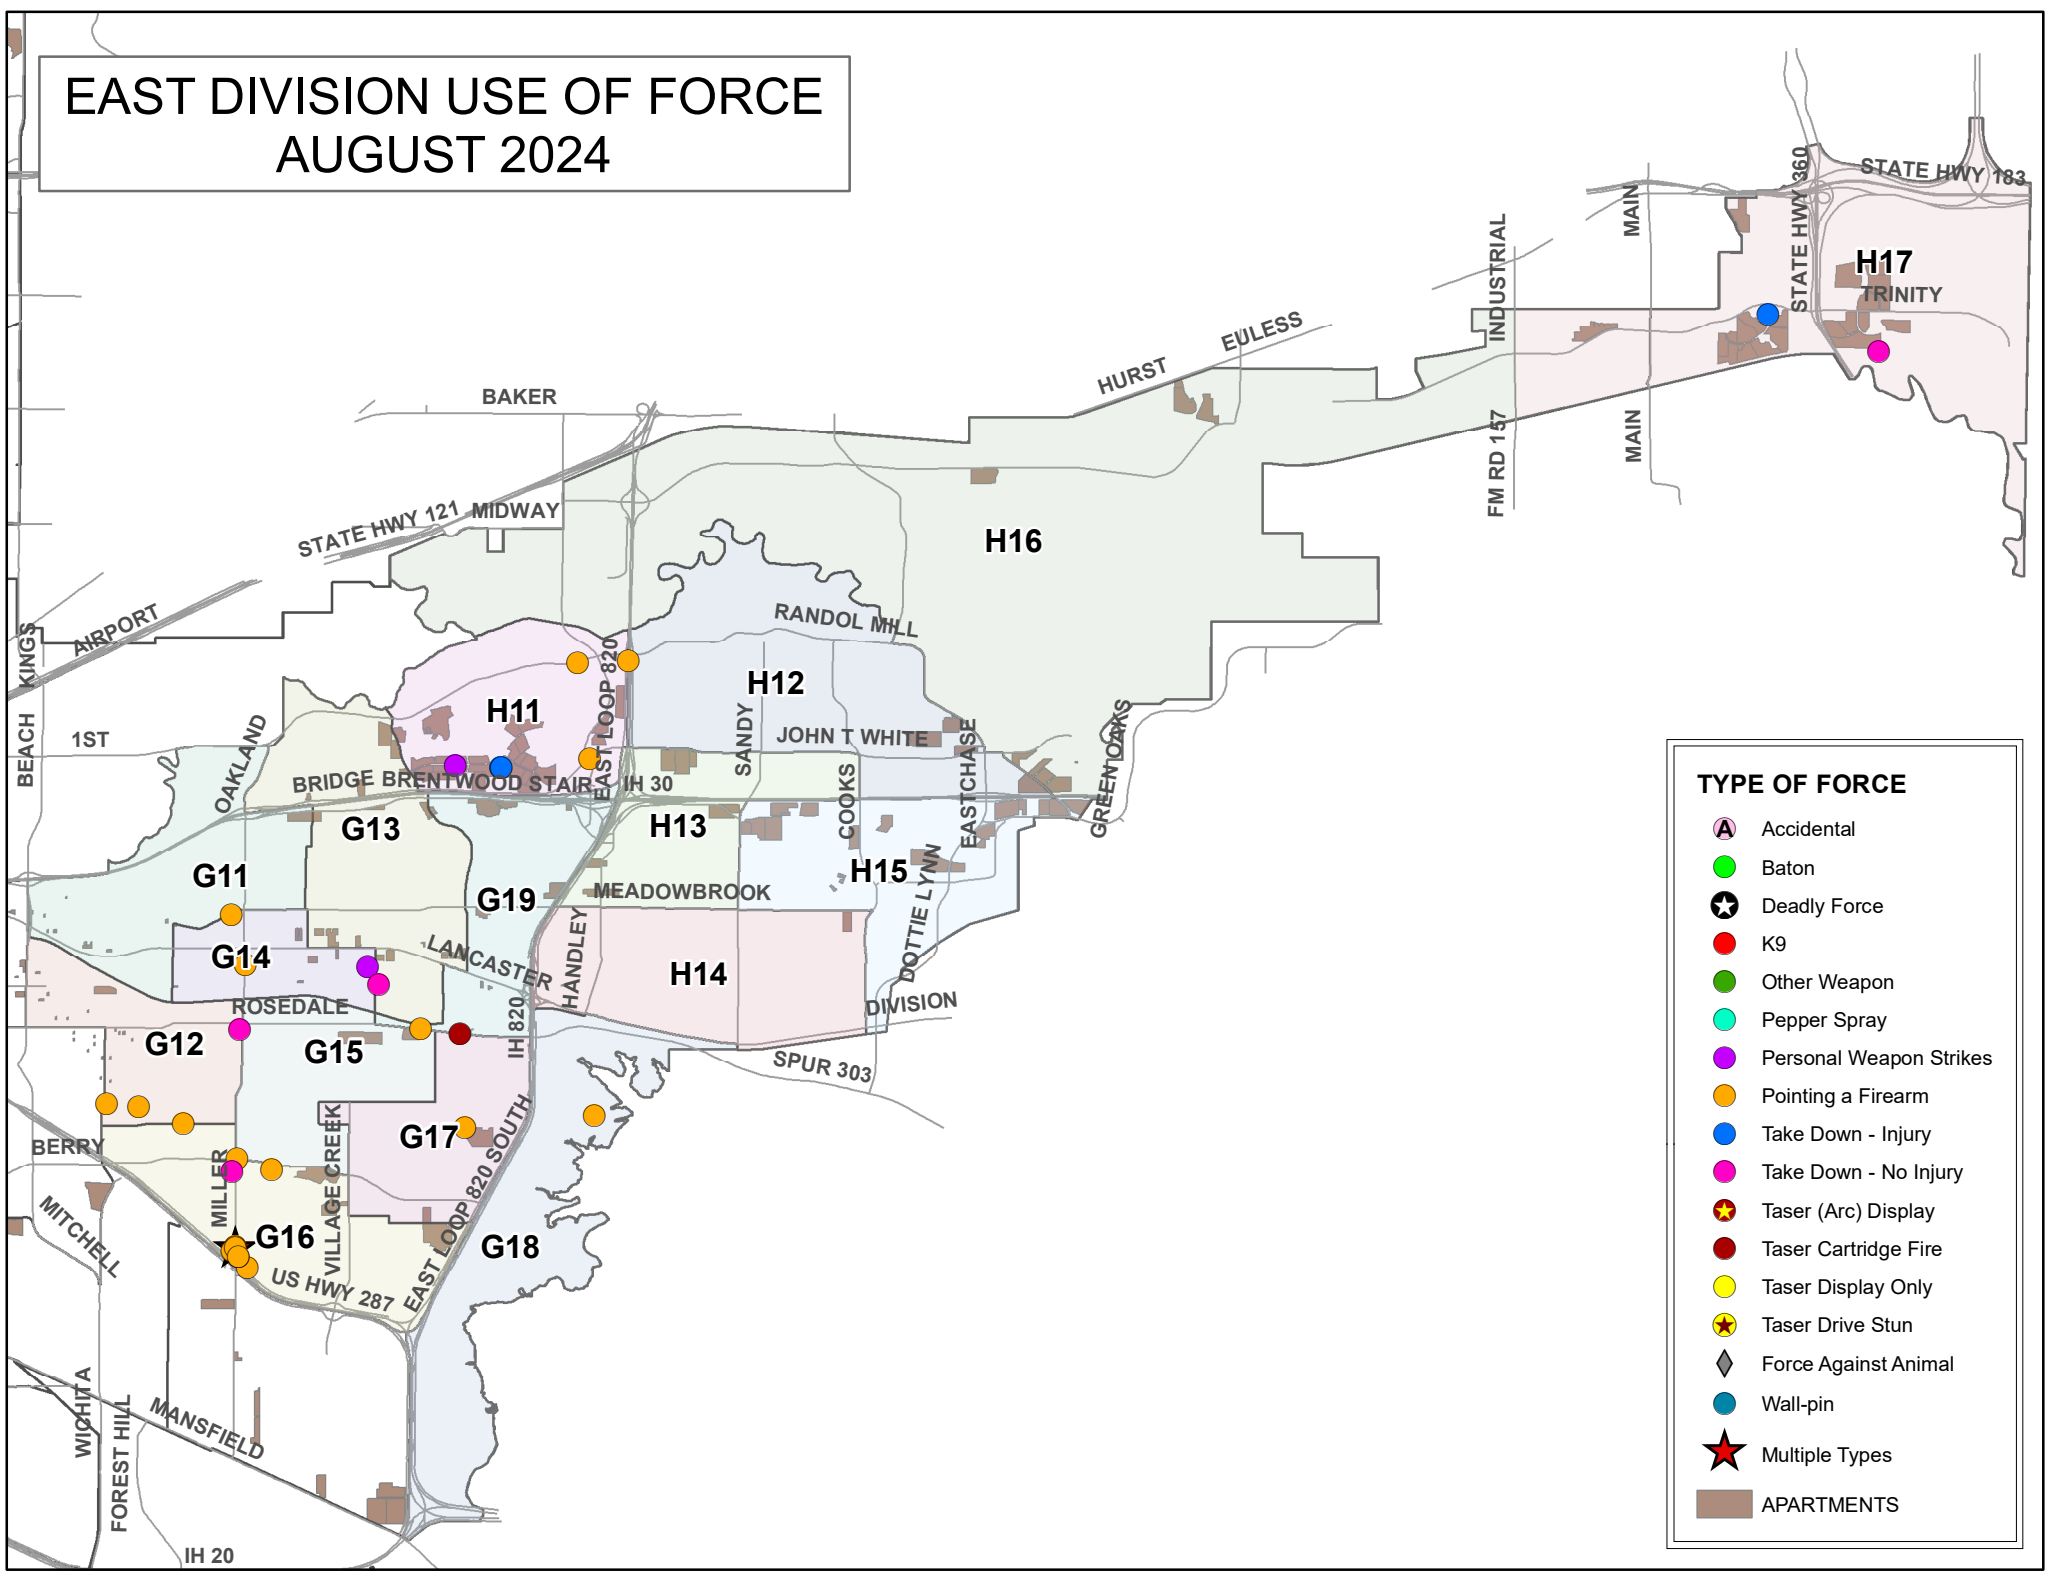 EAST DIVISION USE OF FORCE
AUGUST 2024
STATE HWY 360
STATE HWY 183
MAIN
INDUSTRIAL
H17
TRINITY
HURST
EULESS
BAKER
FM RD 157
MAIN
STATE HWY 121
MIDWAY
H16
AIRPORT
KINGS
BEACH
RANDOL MILL
EAST LOOP 820
H12
H11
SANDY
JOHN T WHITE
EASTCHASE
GREEN OAKS
1ST
OAKLAND
BRIDGE
BRENTWOOD STAIR
IH 30
COOKS
G13
H13
H15
G11
G19
MEADOWBROOK
DOTTIE LYNN
G14
LANCASTER
HANDLEY
H14
ROSEDALE
IH 820
DIVISION
G12
G15
SPUR 303
BERRY
MILLER
VILLAGE CREEK
G17
EAST LOOP 820 SOUTH
MITCHELL
G16
G18
US HWY 287
WICHITA
FOREST HILL
MANSFIELD
IH 20
TYPE OF FORCE
A Accidental
Baton
Deadly Force
K9
Other Weapon
Pepper Spray
Personal Weapon Strikes
Pointing a Firearm
Take Down - Injury
Take Down - No Injury
Taser (Arc) Display
Taser Cartridge Fire
Taser Display Only
Taser Drive Stun
Force Against Animal
Wall-pin
Multiple Types
APARTMENTS